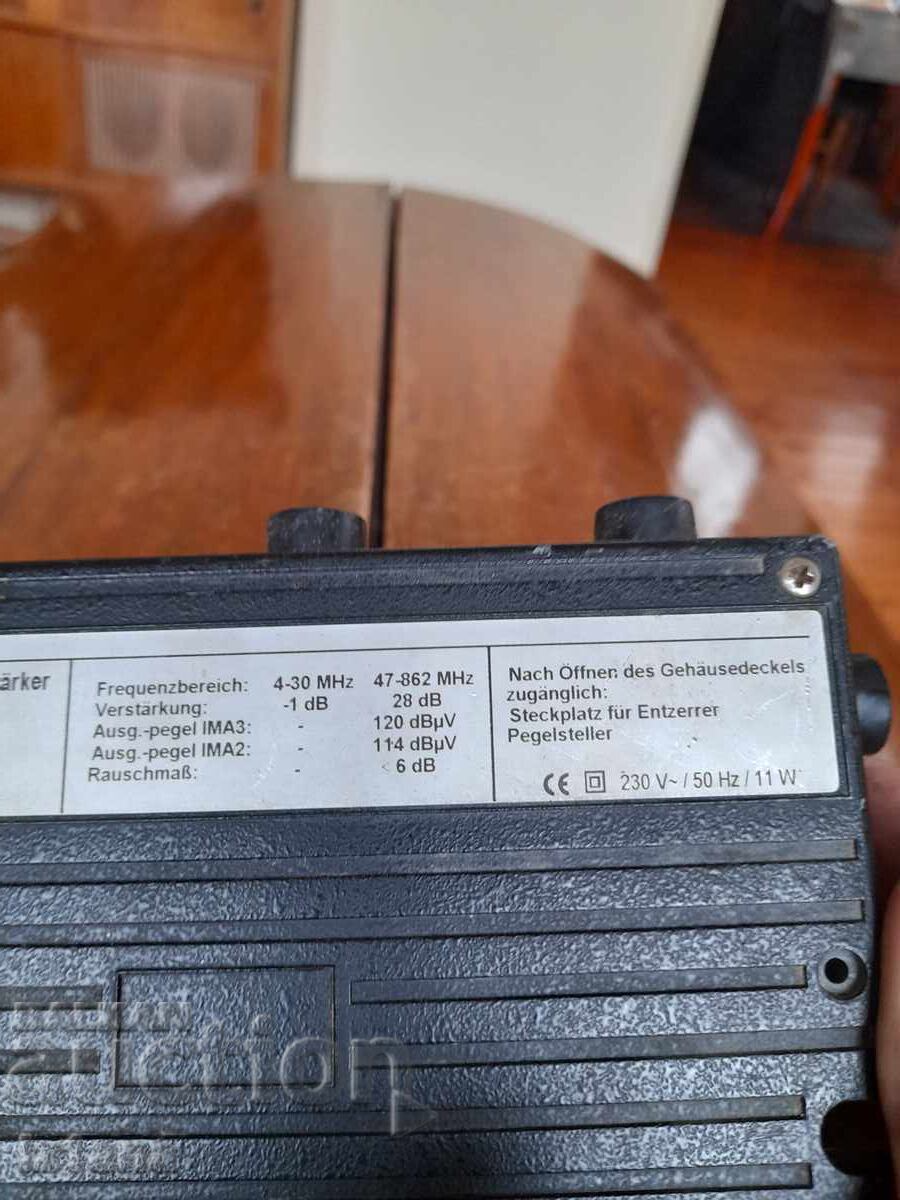 ärker
Frequenzbereich: 4-30 MHz 47-862 MHz
Verstärkung: -1 dB 28 dB
Ausg.-pegel IMA3: - 120 dBµV
Ausg.-pegel IMA2: - 114 dBµV
Rauschmaß: - <6 dB
Nach Öffnen des Gehäusedeckels
zugänglich:
Steckplatz für Entzerrer
Pegelsteller
CE 230 V~ / 50 Hz / 11 W
BALKAN
auction